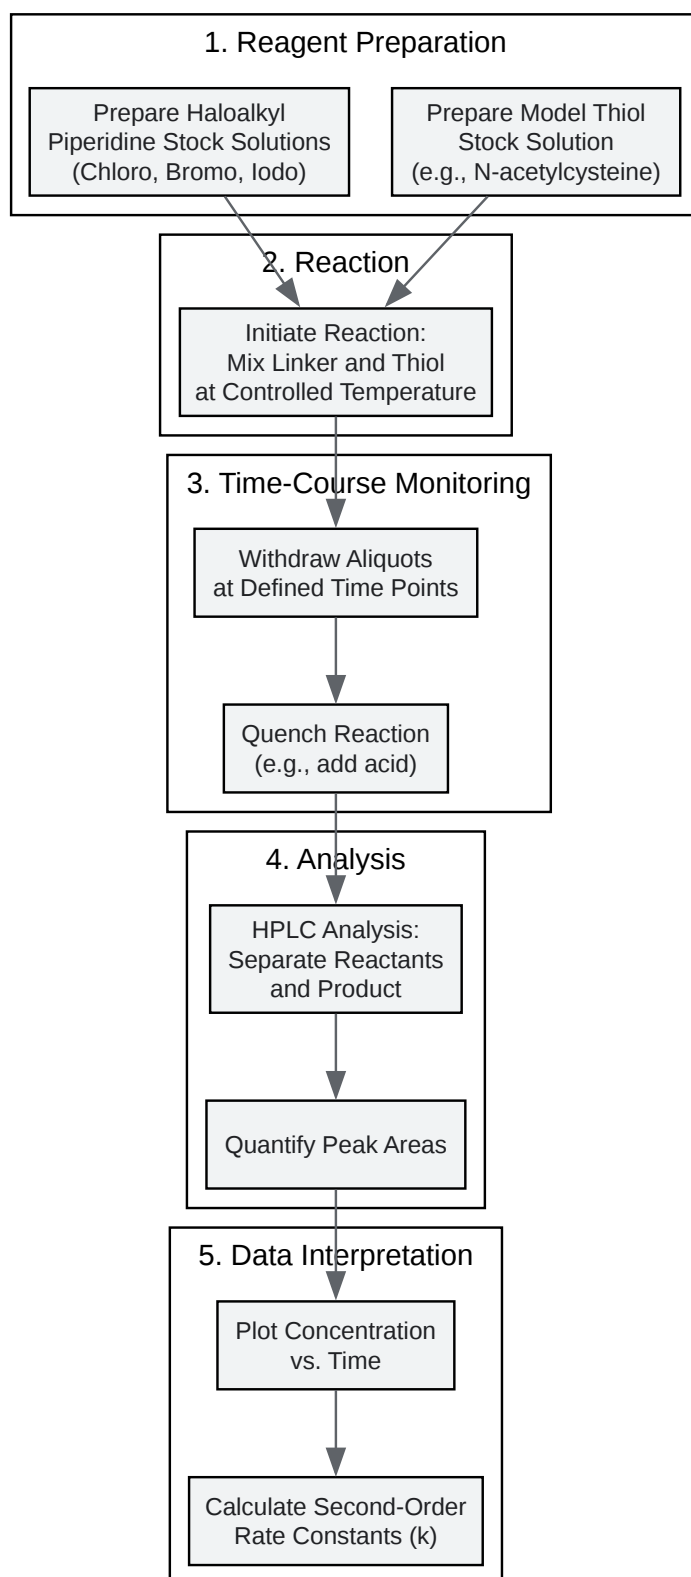 1. Reagent Preparation
Prepare Haloalkyl
Piperidine Stock Solutions
(Chloro, Bromo, Iodo)
Prepare Model Thiol
Stock Solution
(e.g., N-acetylcysteine)
2. Reaction
Initiate Reaction:
Mix Linker and Thiol
at Controlled Temperature
3. Time-Course Monitoring
Withdraw Aliquots
at Defined Time Points
Quench Reaction
(e.g., add acid)
4. Analysis
HPLC Analysis:
Separate Reactants
and Product
Quantify Peak Areas
5. Data Interpretation
Plot Concentration
vs. Time
Calculate Second-Order
Rate Constants (k)